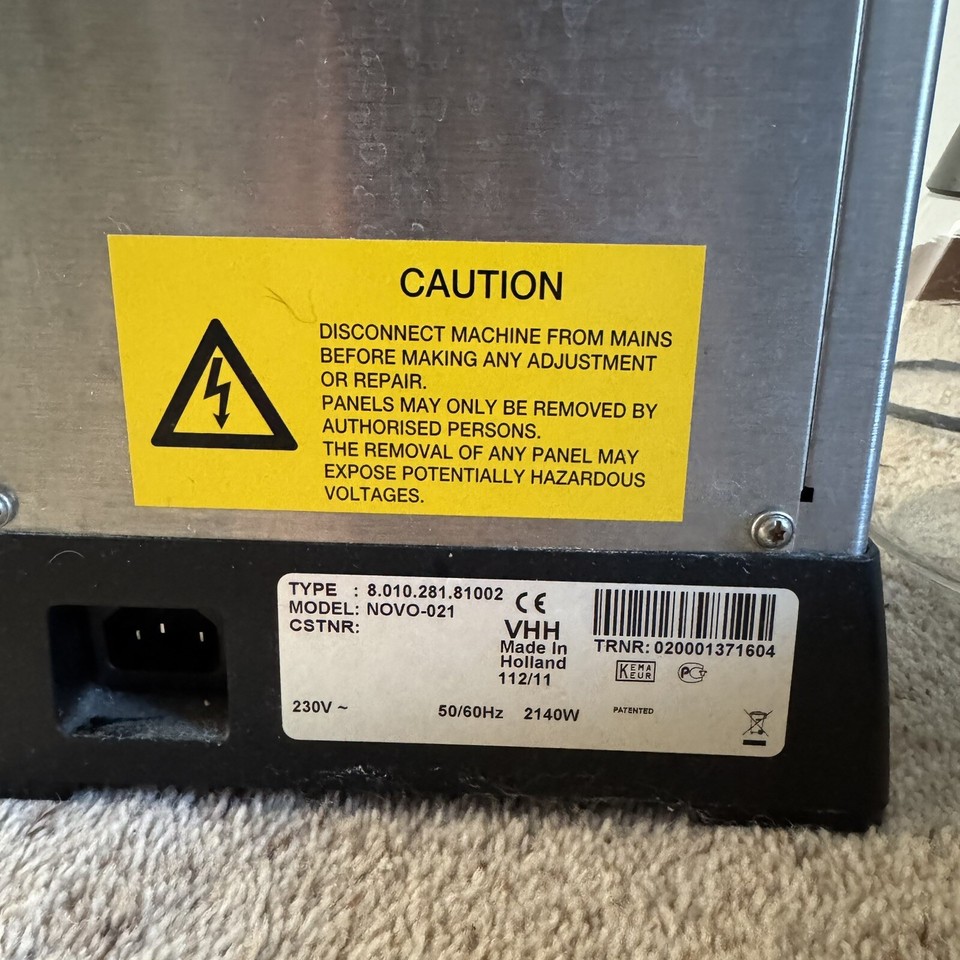 CAUTION
DISCONNECT MACHINE FROM MAINS
BEFORE MAKING ANY ADJUSTMENT
OR REPAIR.
PANELS MAY ONLY BE REMOVED BY
AUTHORISED PERSONS.
THE REMOVAL OF ANY PANEL MAY
EXPOSE POTENTIALLY HAZARDOUS
VOLTAGES.
TYPE : 8.010.281.81002
MODEL: NOVO-021
CSTNR:
CE
VHH
Made In
Holland
112/11
TRNR: 020001371604
KEMA
KEUR
230V ~
50/60Hz
2140W
PATENTED